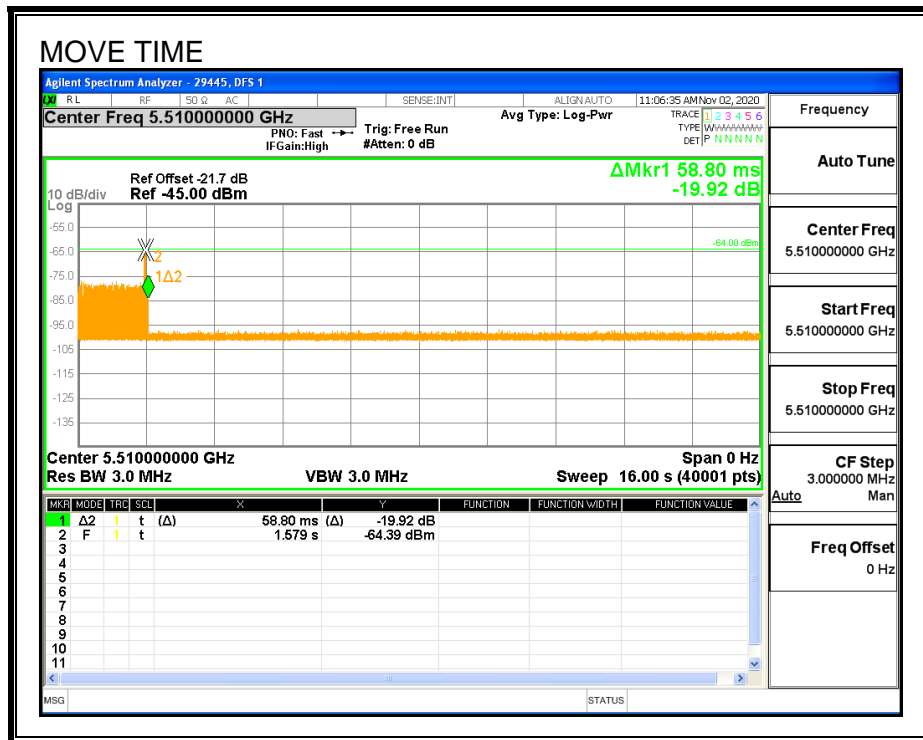 MOVE TIME
Agilent Spectrum Analyzer - 29445, DFS 1
LXI RL RF 50 Ω AC SENSE:INT ALIGN AUTO 11:06:35 AM Nov 02, 2020
Center Freq 5.510000000 GHz
PNO: Fast
IFGain:High
Trig: Free Run
#Atten: 0 dB
Avg Type: Log-Pwr
TRACE 1 2 3 4 5 6
TYPE WWWWWW
DET P N N N N N
ΔMkr1 58.80 ms
-19.92 dB
Ref Offset -21.7 dB
10 dB/div Ref -45.00 dBm
Log
-55.0
-64.00 dBm
-65.0
2
-75.0
1Δ2
-85.0
-95.0
-105
-115
-125
-135
Center 5.510000000 GHz Span 0 Hz
Res BW 3.0 MHz VBW 3.0 MHz Sweep 16.00 s (40001 pts)
MKR MODE TRC SCL X Y FUNCTION FUNCTION WIDTH FUNCTION VALUE
1 Δ2 1 t (Δ) 58.80 ms (Δ) -19.92 dB
2 F 1 t 1.579 s -64.39 dBm
3
4
5
6
7
8
9
10
11
MSG STATUS
Frequency
Auto Tune
Center Freq
5.510000000 GHz
Start Freq
5.510000000 GHz
Stop Freq
5.510000000 GHz
CF Step
3.000000 MHz
Auto Man
Freq Offset
0 Hz